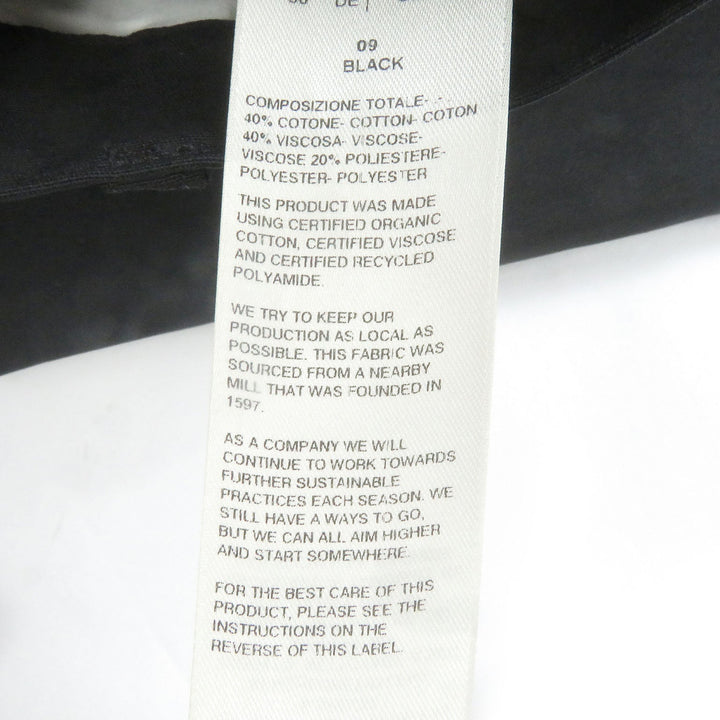 DE
09
BLACK
COMPOSIZIONE TOTALE- -
40% COTONE- COTTON- COTON
40% VISCOSA- VISCOSE-
VISCOSE 20% POLIESTERE-
POLYESTER- POLYESTER
THIS PRODUCT WAS MADE
USING CERTIFIED ORGANIC
COTTON, CERTIFIED VISCOSE
AND CERTIFIED RECYCLED
POLYAMIDE.
WE TRY TO KEEP OUR
PRODUCTION AS LOCAL AS
POSSIBLE. THIS FABRIC WAS
SOURCED FROM A NEARBY
MILL THAT WAS FOUNDED IN
1597.
AS A COMPANY WE WILL
CONTINUE TO WORK TOWARDS
FURTHER SUSTAINABLE
PRACTICES EACH SEASON. WE
STILL HAVE A WAYS TO GO,
BUT WE CAN ALL AIM HIGHER
AND START SOMEWHERE.
FOR THE BEST CARE OF THIS
PRODUCT, PLEASE SEE THE
INSTRUCTIONS ON THE
REVERSE OF THIS LABEL.